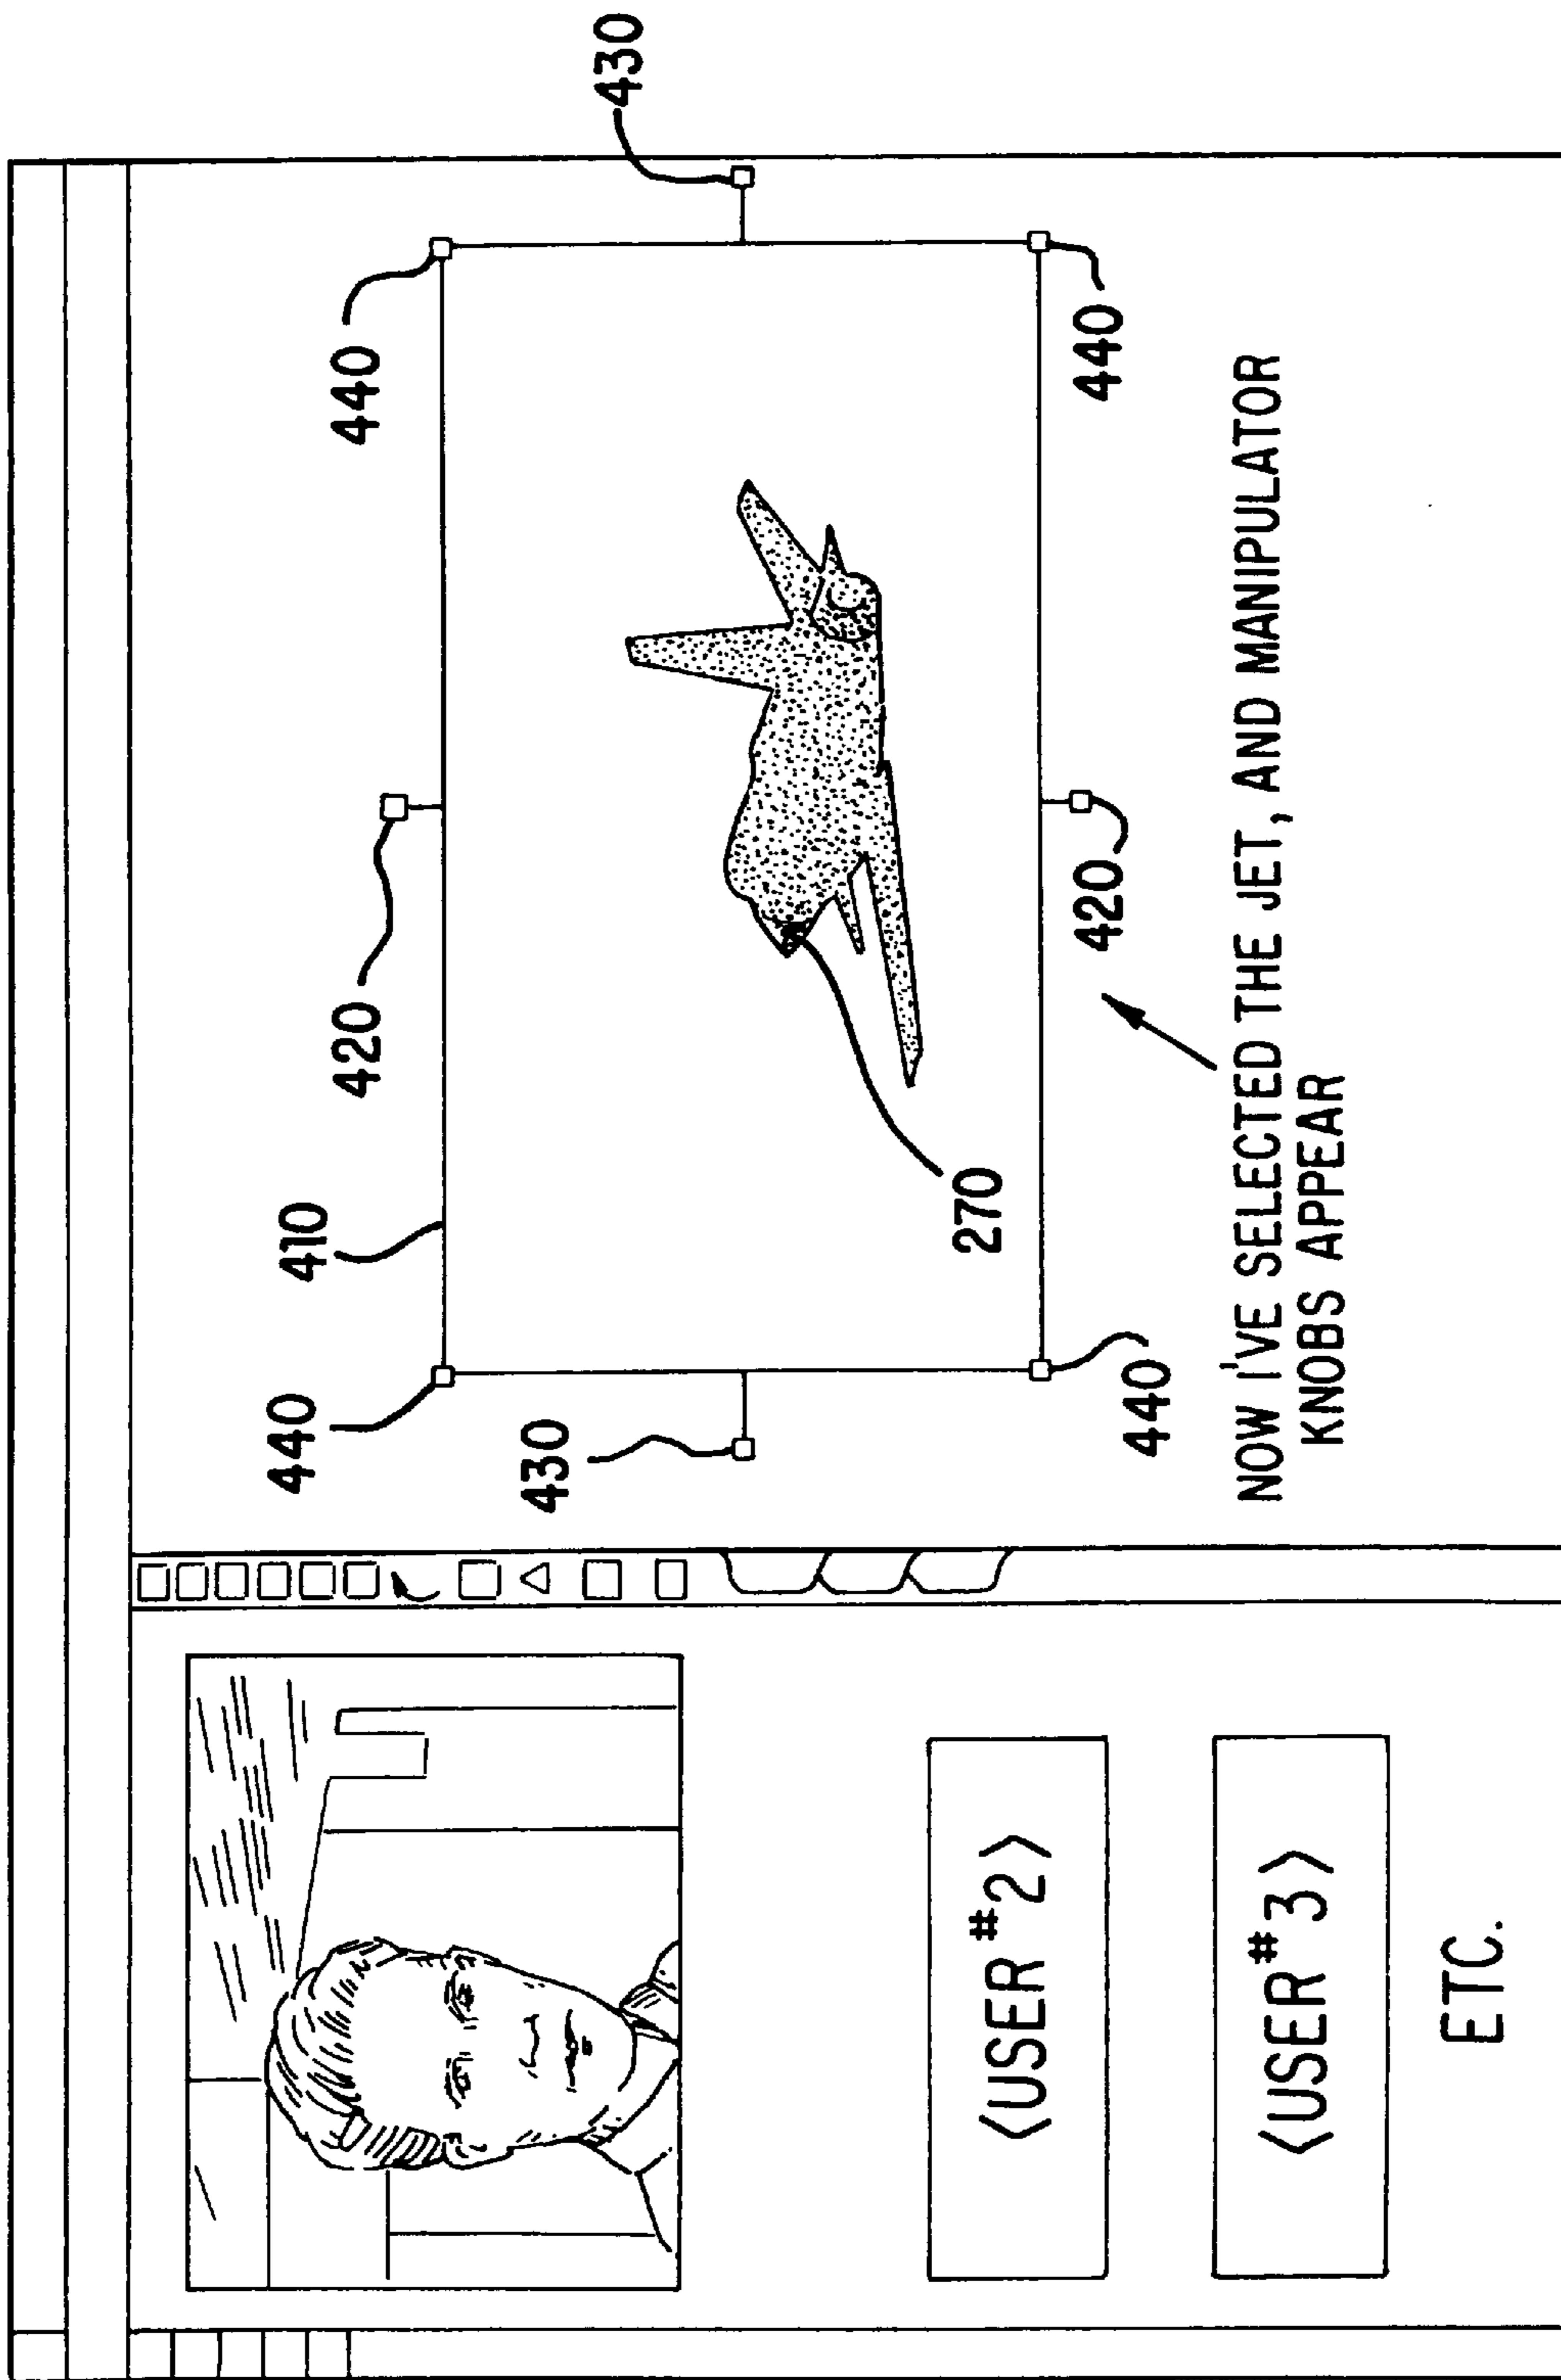 <USER #2>
<USER #3>
ETC.
440
410
420
440
430
430
270
440
420
440
NOW I'VE SELECTED THE JET, AND MANIPULATOR
KNOBS APPEAR